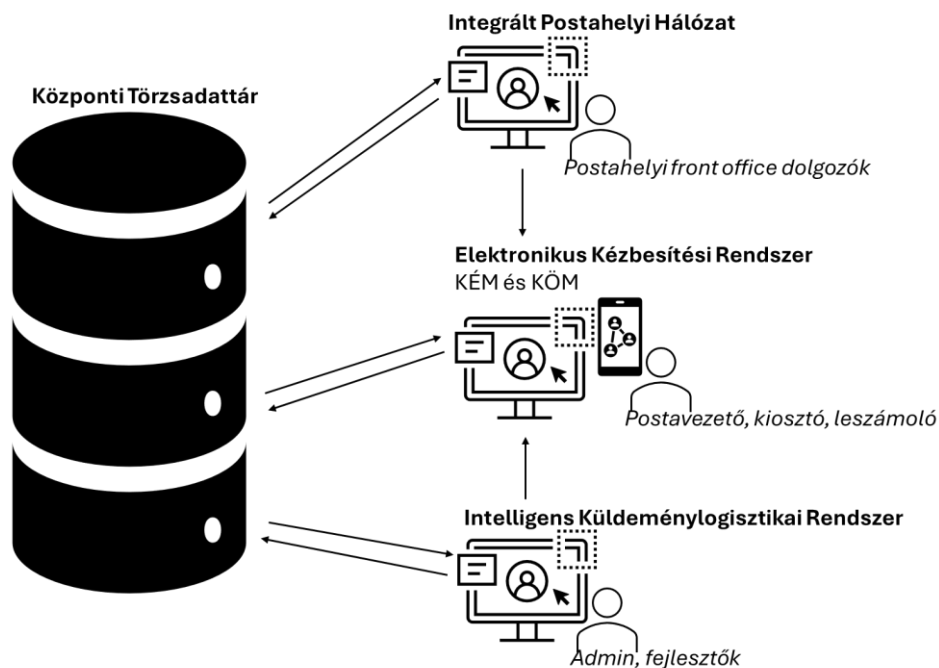 Integrált Postahelyi Hálózat
Központi Törzsadattár
Postahelyi front office dolgozók
Elektronikus Kézbesítési Rendszer
KÉM és KÖM
Postavezető, kiosztó, leszámoló
Intelligens Küldeménylogisztikai Rendszer
Admin, fejlesztők